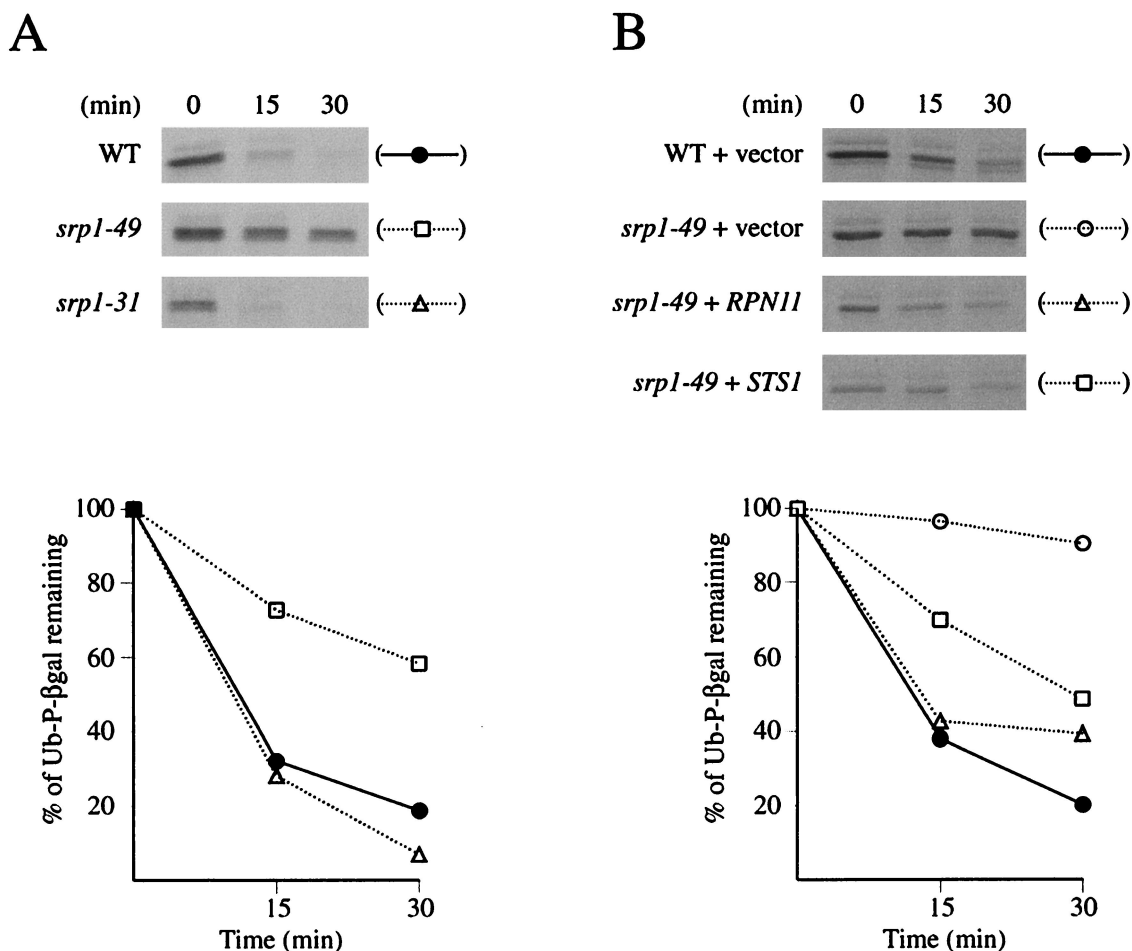 A
(min) 0 15 30
WT
srp1-49
srp1-31
100
80
60
40
20
% of Ub-P-βgal remaining
15 30
Time (min)
B
(min) 0 15 30
WT + vector
srp1-49 + vector
srp1-49 + RPN11
srp1-49 + STS1
100
80
60
40
20
% of Ub-P-βgal remaining
15 30
Time (min)